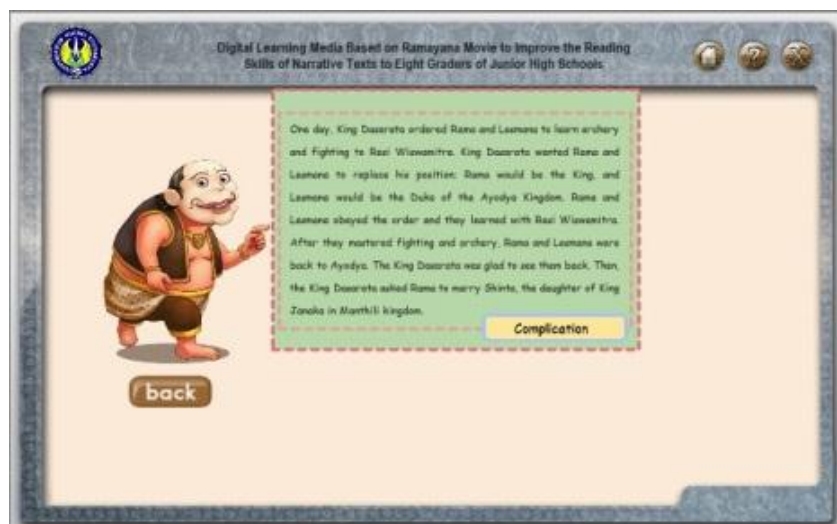 Digital Learning Media Based on Ramayana Movie to Improve the Reading
Skills of Narrative Texts to Eight Graders of Junior High Schools
One day, King Dasarata ordered Rama and Lesmana to learn archery
and fighting to Resi Wiswamitra. King Dasarata wanted Rama and
Lesmana to replace his position; Rama would be the King, and
Lesmana would be the Duke of the Ayodya Kingdom. Rama and
Lesmana obeyed the order and they learned with Resi Wiswamitra.
After they mastered fighting and archery, Rama and Lesmana were
back to Ayodya. The King Dasarata was glad to see them back. Then,
the King Dasarata asked Rama to marry Shinta, the daughter of King
Janaka in Manthili kingdom.
Complication
back